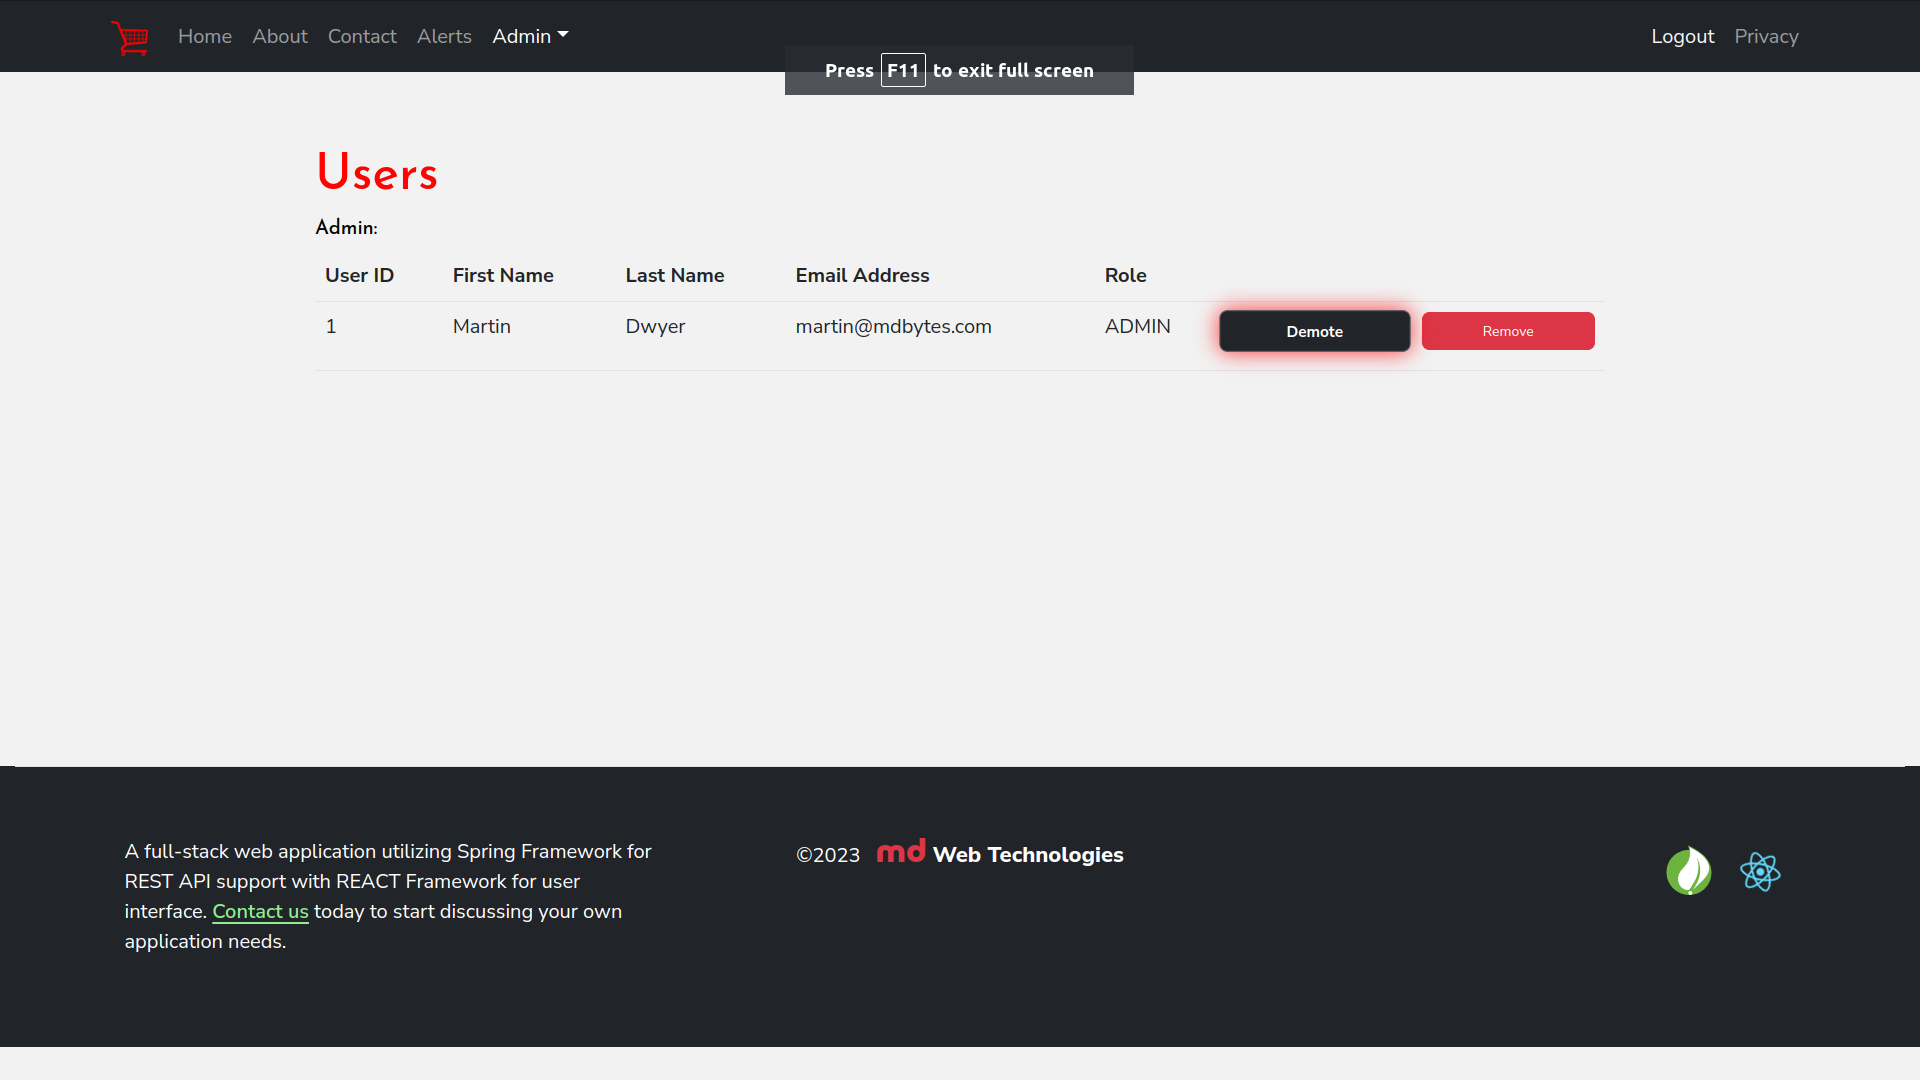 Home About Contact Alerts Admin Logout Privacy
Press F11 to exit full screen
Users
Admin:
User ID First Name Last Name Email Address Role
1 Martin Dwyer martin@mdbytes.com ADMIN Demote Remove
A full-stack web application utilizing Spring Framework for
REST API support with REACT Framework for user
interface. Contact us today to start discussing your own
application needs.
©2023 md Web Technologies